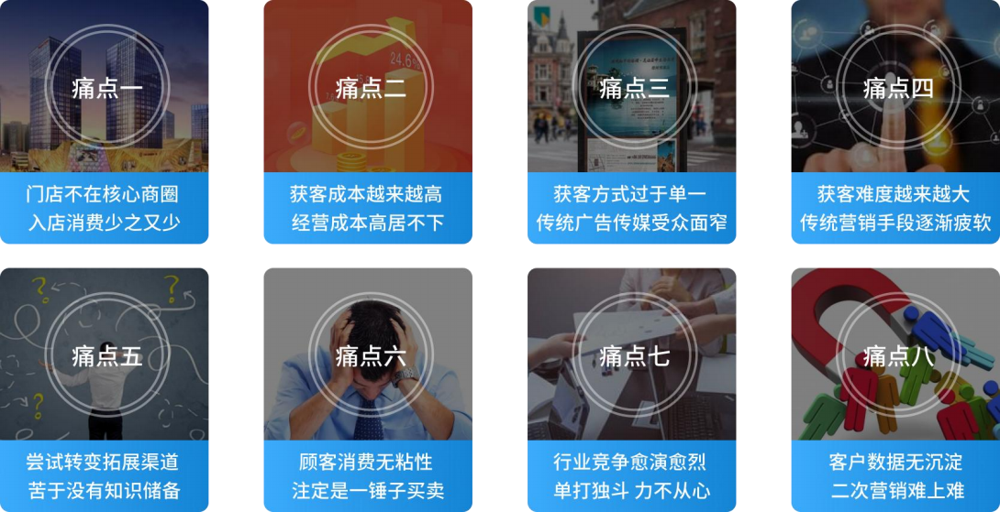 痛点一
门店不在核心商圈
入店消费少之又少
24.6%
痛点二
获客成本越来越高
经营成本高居不下
痛点三
获客方式过于单一
传统广告传媒受众面窄
痛点四
获客难度越来越大
传统营销手段逐渐疲软
痛点五
尝试转变拓展渠道
苦于没有知识储备
痛点六
顾客消费无粘性
注定是一锤子买卖
痛点七
行业竞争愈演愈烈
单打独斗 力不从心
痛点八
客户数据无沉淀
二次营销难上难